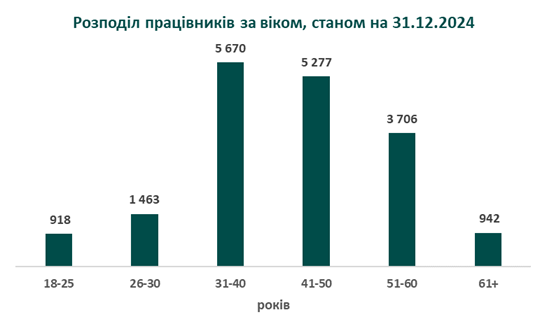 Розподіл працівників за віком, станом на 31.12.2024
5 670
5 277
3 706
1 463
918
942
18-25 26-30 31-40 41-50 51-60 61+
років